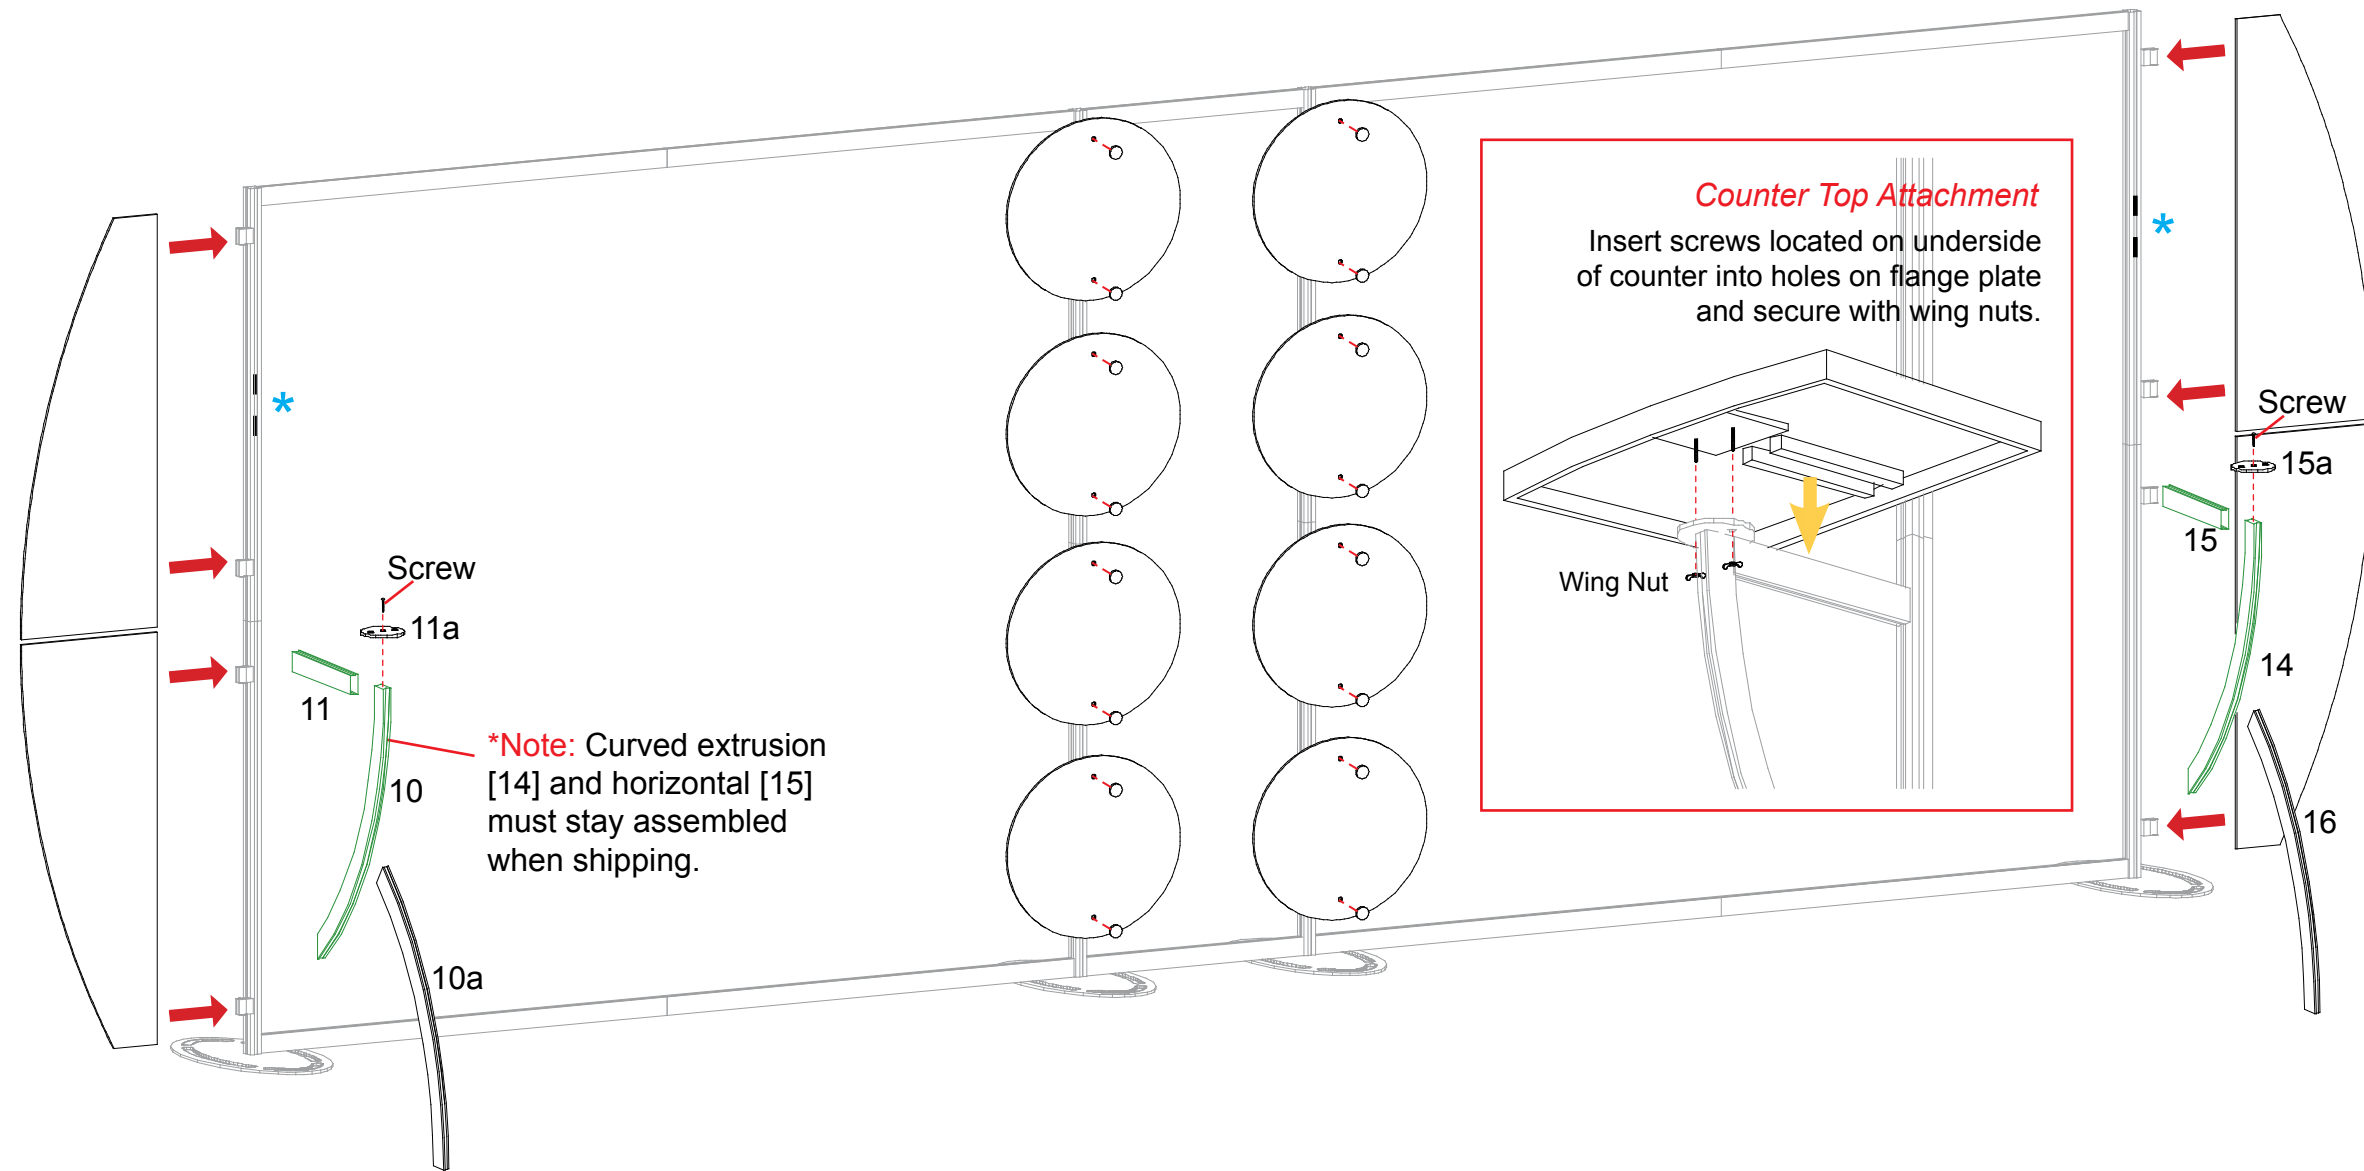 Counter Top Attachment
Insert screws located on underside
of counter into holes on flange plate
and secure with wing nuts.
*
*
Screw
15a
15
Wing Nut
Screw
11a
11
14
*Note: Curved extrusion
[14] and horizontal [15]
must stay assembled
when shipping.
10
16
10a